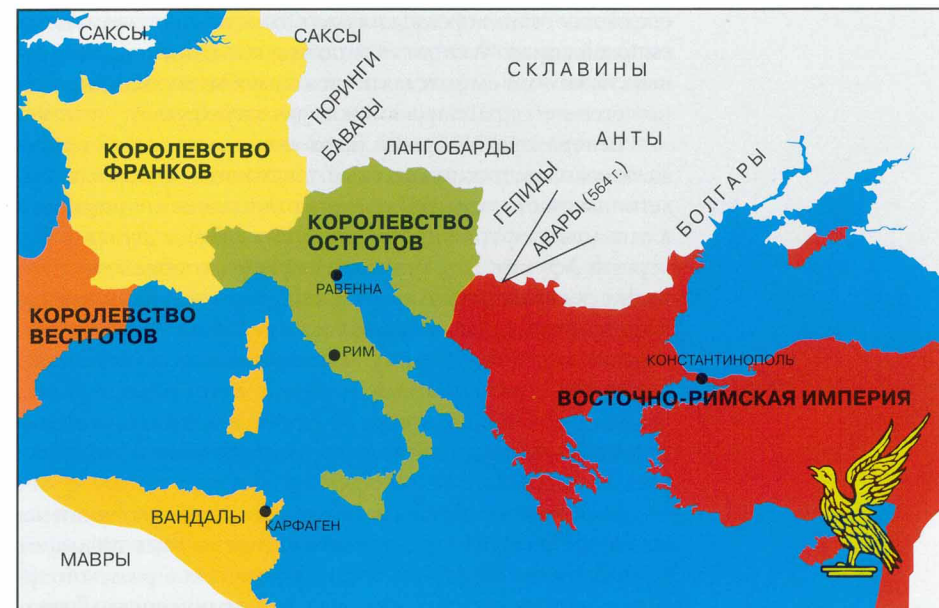 САКСЫ
САКСЫ
СКЛАВИНЫ
ТЮРИНГИ
БАВАРЫ
АНТЫ
КОРОЛЕВСТВО
ФРАНКОВ
ЛАНГОБАРДЫ
ГЕПИДЫ
АВАРЫ (564 г.)
БОЛГАРЫ
КОРОЛЕВСТВО
ОСТГОТОВ
РАВЕННА
КОРОЛЕВСТВО
ВЕСТГОТОВ
РИМ
КОНСТАНТИНОПОЛЬ
ВОСТОЧНО-РИМСКАЯ ИМПЕРИЯ
ВАНДАЛЫ
КАРФАГЕН
МАВРЫ